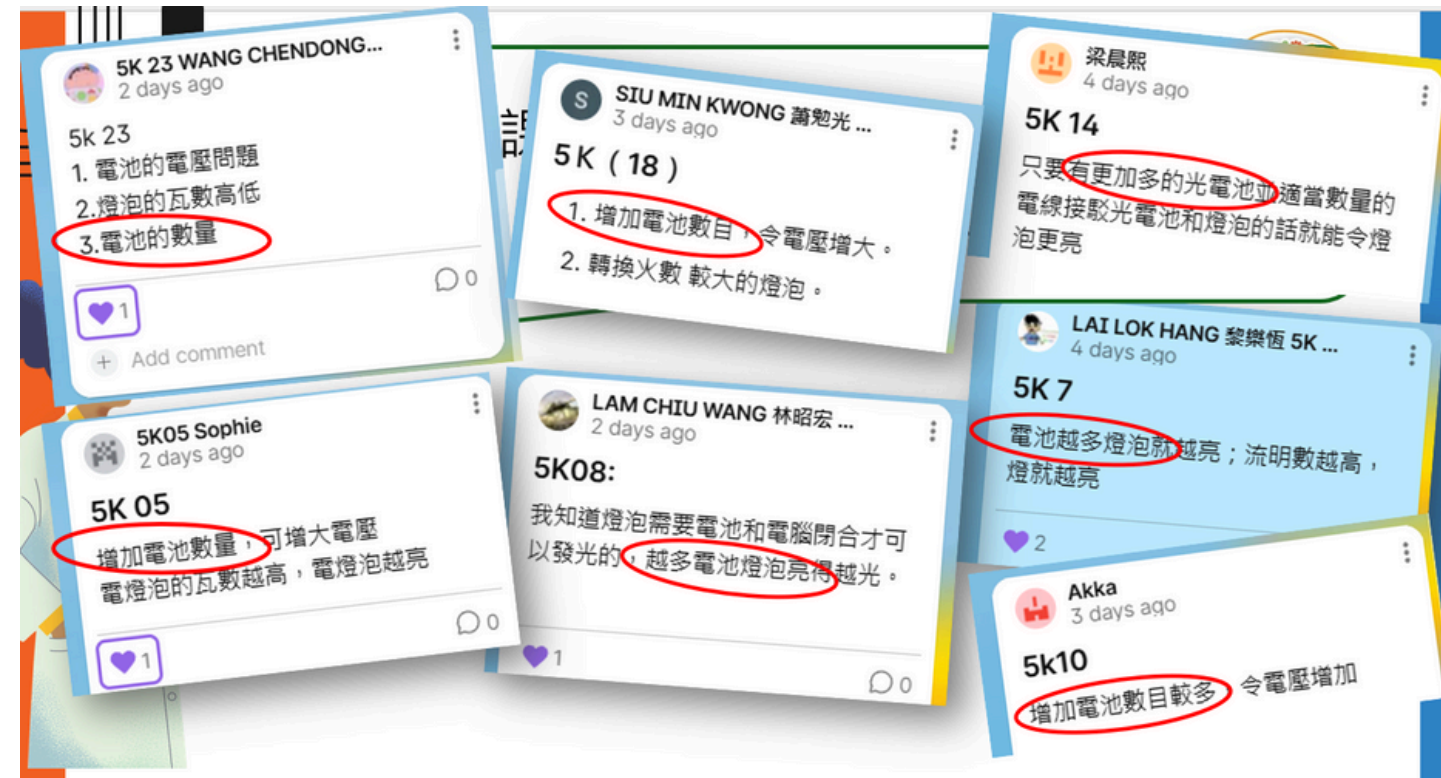 5K 23 WANG CHENDONG...
2 days ago
5k 23
1. 電池的電壓問題
2.燈泡的瓦數高低
3.電池的數量
1
0
Add comment
SIU MIN KWONG 蕭勉光 ...
3 days ago
5K（18）
1. 增加電池數目，令電壓增大。
2. 轉換火數 較大的燈泡。
梁晨熙
4 days ago
5K 14
只要有更加多的光電池並適當數量的
電線接駁光電池和燈泡的話就能令燈
泡更亮
5K05 Sophie
2 days ago
5K 05
增加電池數量，可增大電壓
電燈泡的瓦數越高，電燈泡越亮
1
0
LAM CHIU WANG 林昭宏 ...
2 days ago
5K08:
我知道燈泡需要電池和電腦閉合才可
以發光的，越多電池燈泡亮得越光。
1
0
LAI LOK HANG 黎樂恆 5K ...
4 days ago
5K 7
電池越多燈泡就越亮；流明數越高，
燈就越亮
2
Akka
3 days ago
5k10
增加電池數目較多，令電壓增加